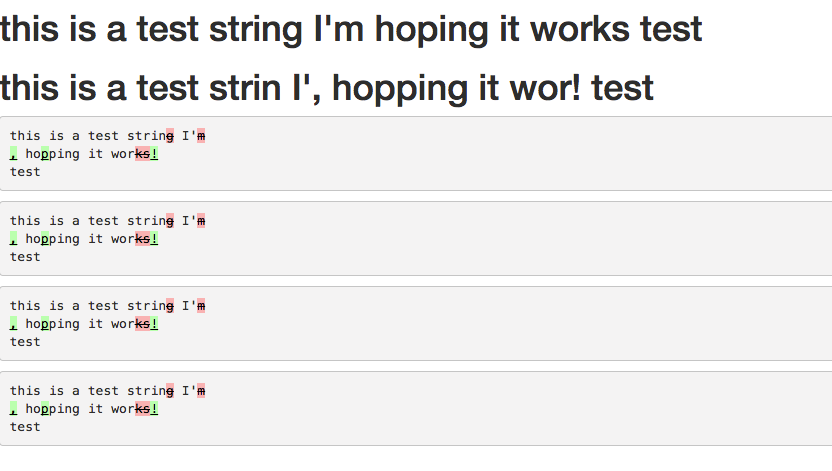 this is a test string I'm hoping it works test
this is a test strin I', hopping it wor! test
this is a test string I'm
, hopping it works!
test
this is a test string I'm
, hopping it works!
test
this is a test string I'm
, hopping it works!
test
this is a test string I'm
, hopping it works!
test